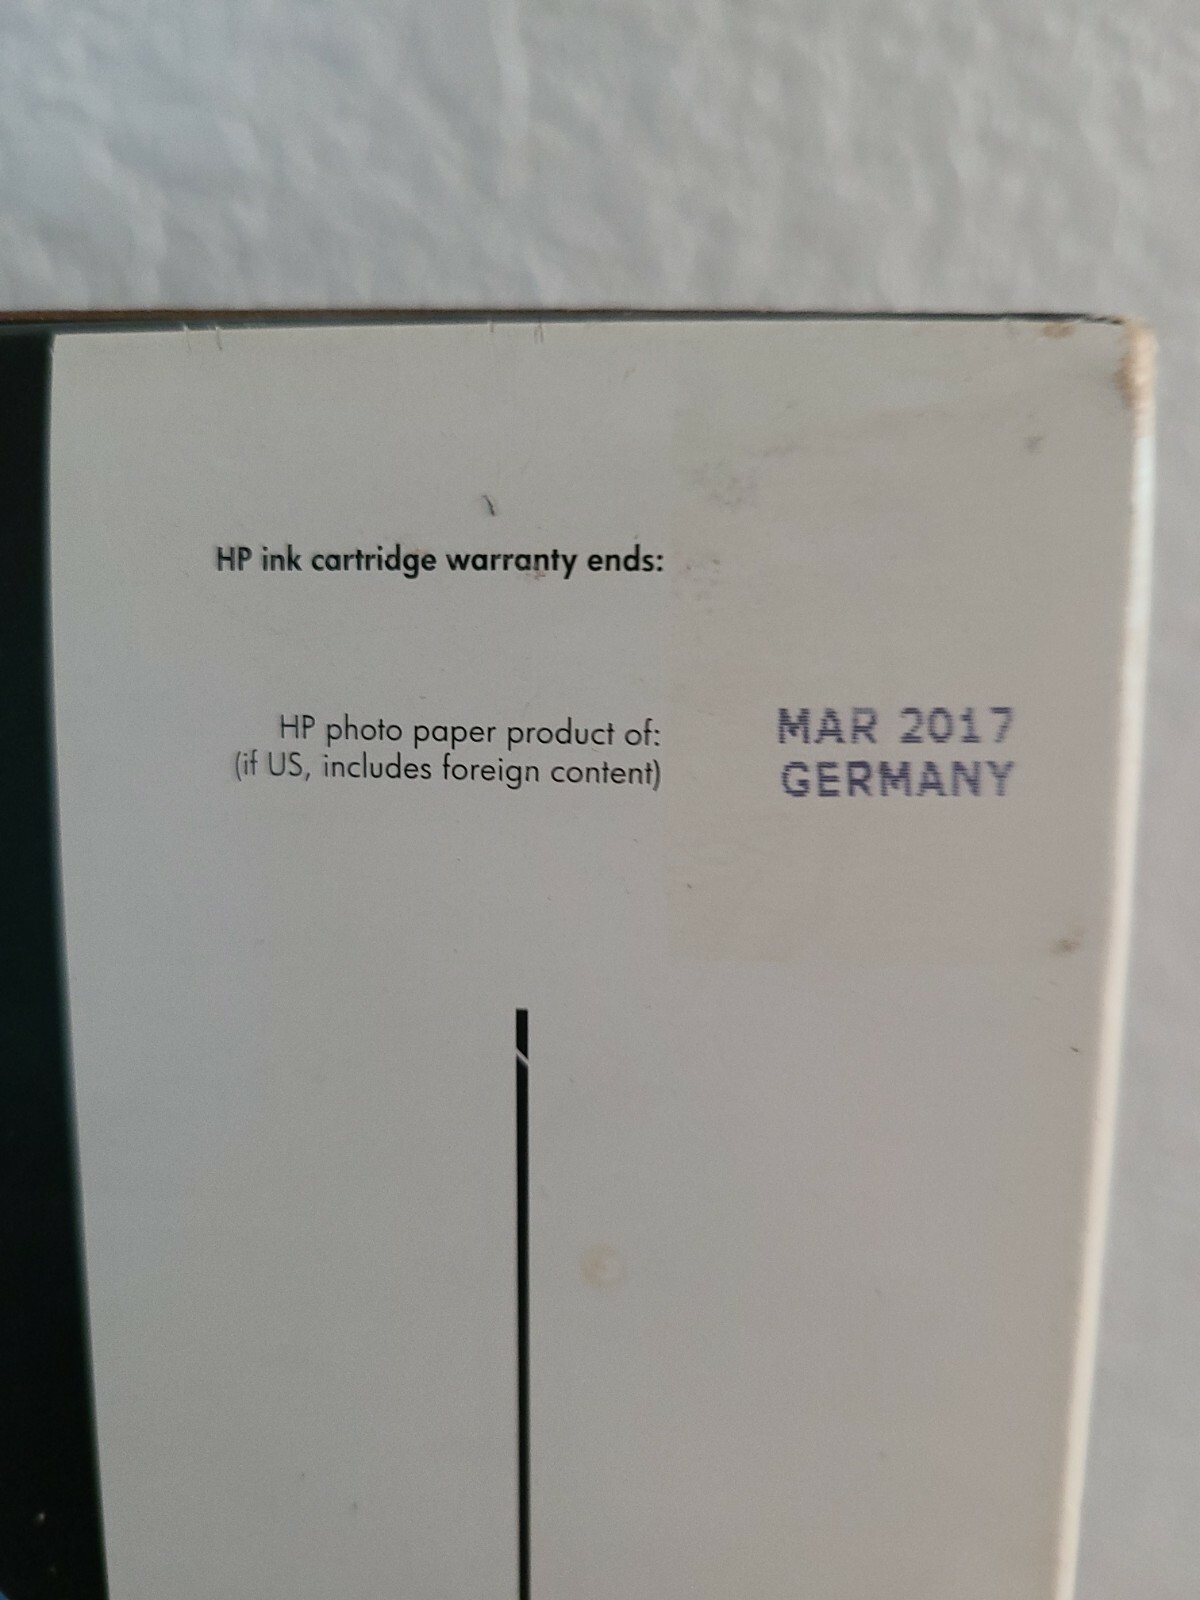 HP ink cartridge warranty ends:
HP photo paper product of:
(if US, includes foreign content)
MAR 2017
GERMANY